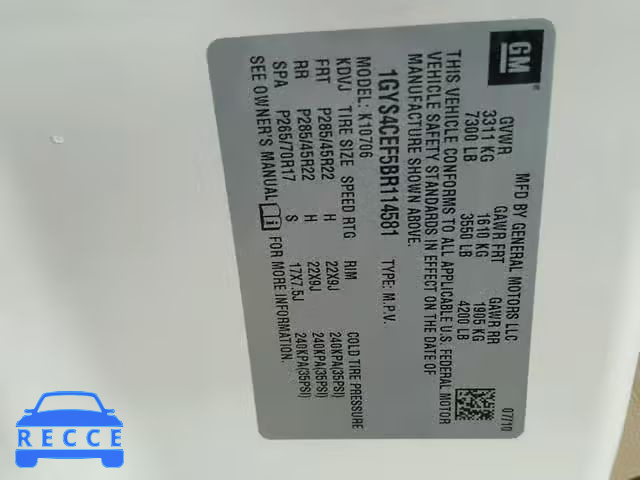 GM
MFD BY GENERAL MOTORS LLC
07/10
GVWR GAWR FRT GAWR RR
3311 KG 1610 KG 1905 KG
7300 LB 3550 LB 4200 LB
THIS VEHICLE CONFORMS TO ALL APPLICABLE U.S. FEDERAL MOTOR
VEHICLE SAFETY STANDARDS IN EFFECT ON THE DATE OF
MANUFACTURE SHOWN ABOVE.
1GYS4CEF5BR114581 TYPE: M.P.V.
MODEL: K10706
KDVJ TIRE SIZE SPEED RTG RIM COLD TIRE PRESSURE
FRT P285/45R22 H 22X9J 240KPA(35PSI)
RR P285/45R22 H 22X9J 240KPA(35PSI)
SPA P265/70R17 S 17X7.5J 240KPA(35PSI)
SEE OWNER'S MANUAL FOR MORE INFORMATION.
RECCE